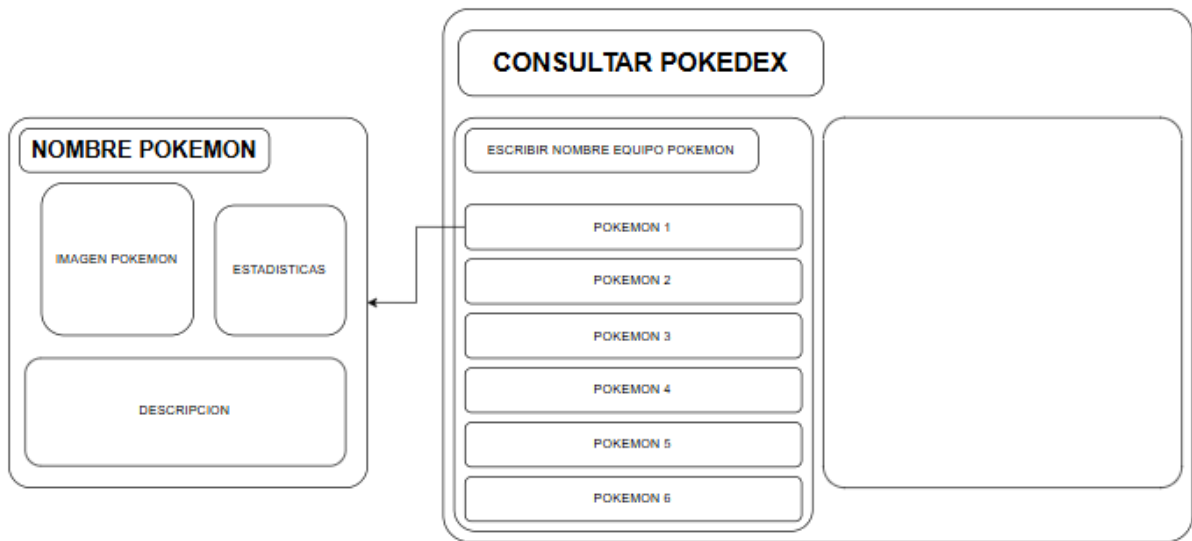 CONSULTAR POKEDEX
NOMBRE POKEMON
IMAGEN POKEMON
ESTADISTICAS
DESCRIPCION
ESCRIBIR NOMBRE EQUIPO POKEMON
POKEMON 1
POKEMON 2
POKEMON 3
POKEMON 4
POKEMON 5
POKEMON 6